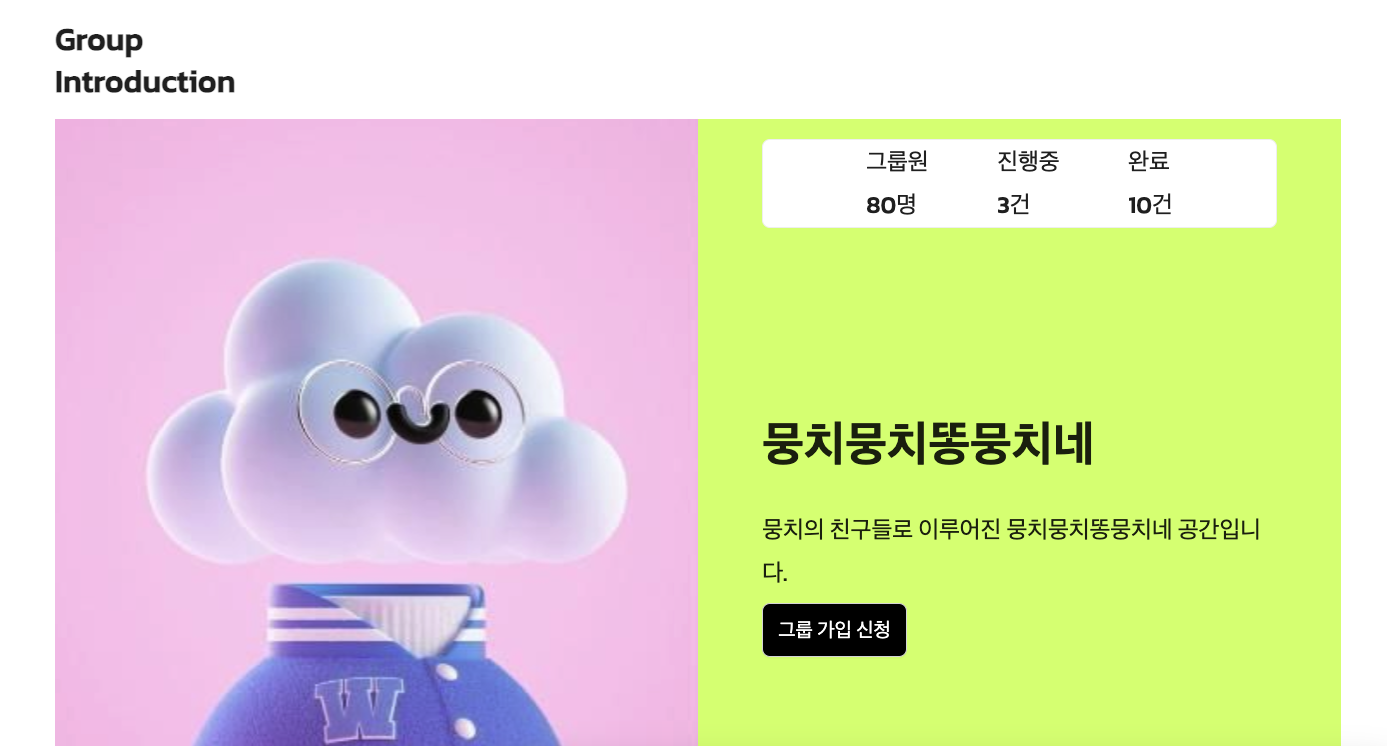 Group
Introduction
그룹원 진행중 완료
80명 3건 10건
뭉치뭉치똥뭉치네
뭉치의 친구들로 이루어진 뭉치뭉치똥뭉치네 공간입니
다.
그룹 가입 신청
W